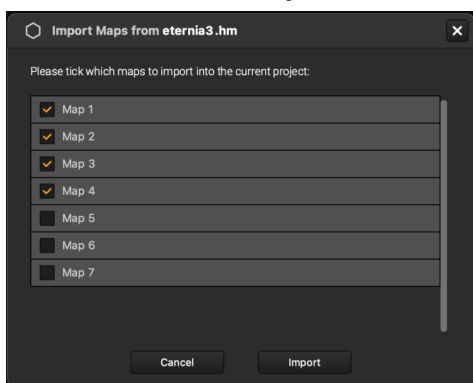 Import Maps from eternia3.hm
Please tick which maps to import into the current project:
Map 1
Map 2
Map 3
Map 4
Map 5
Map 6
Map 7
Cancel Import